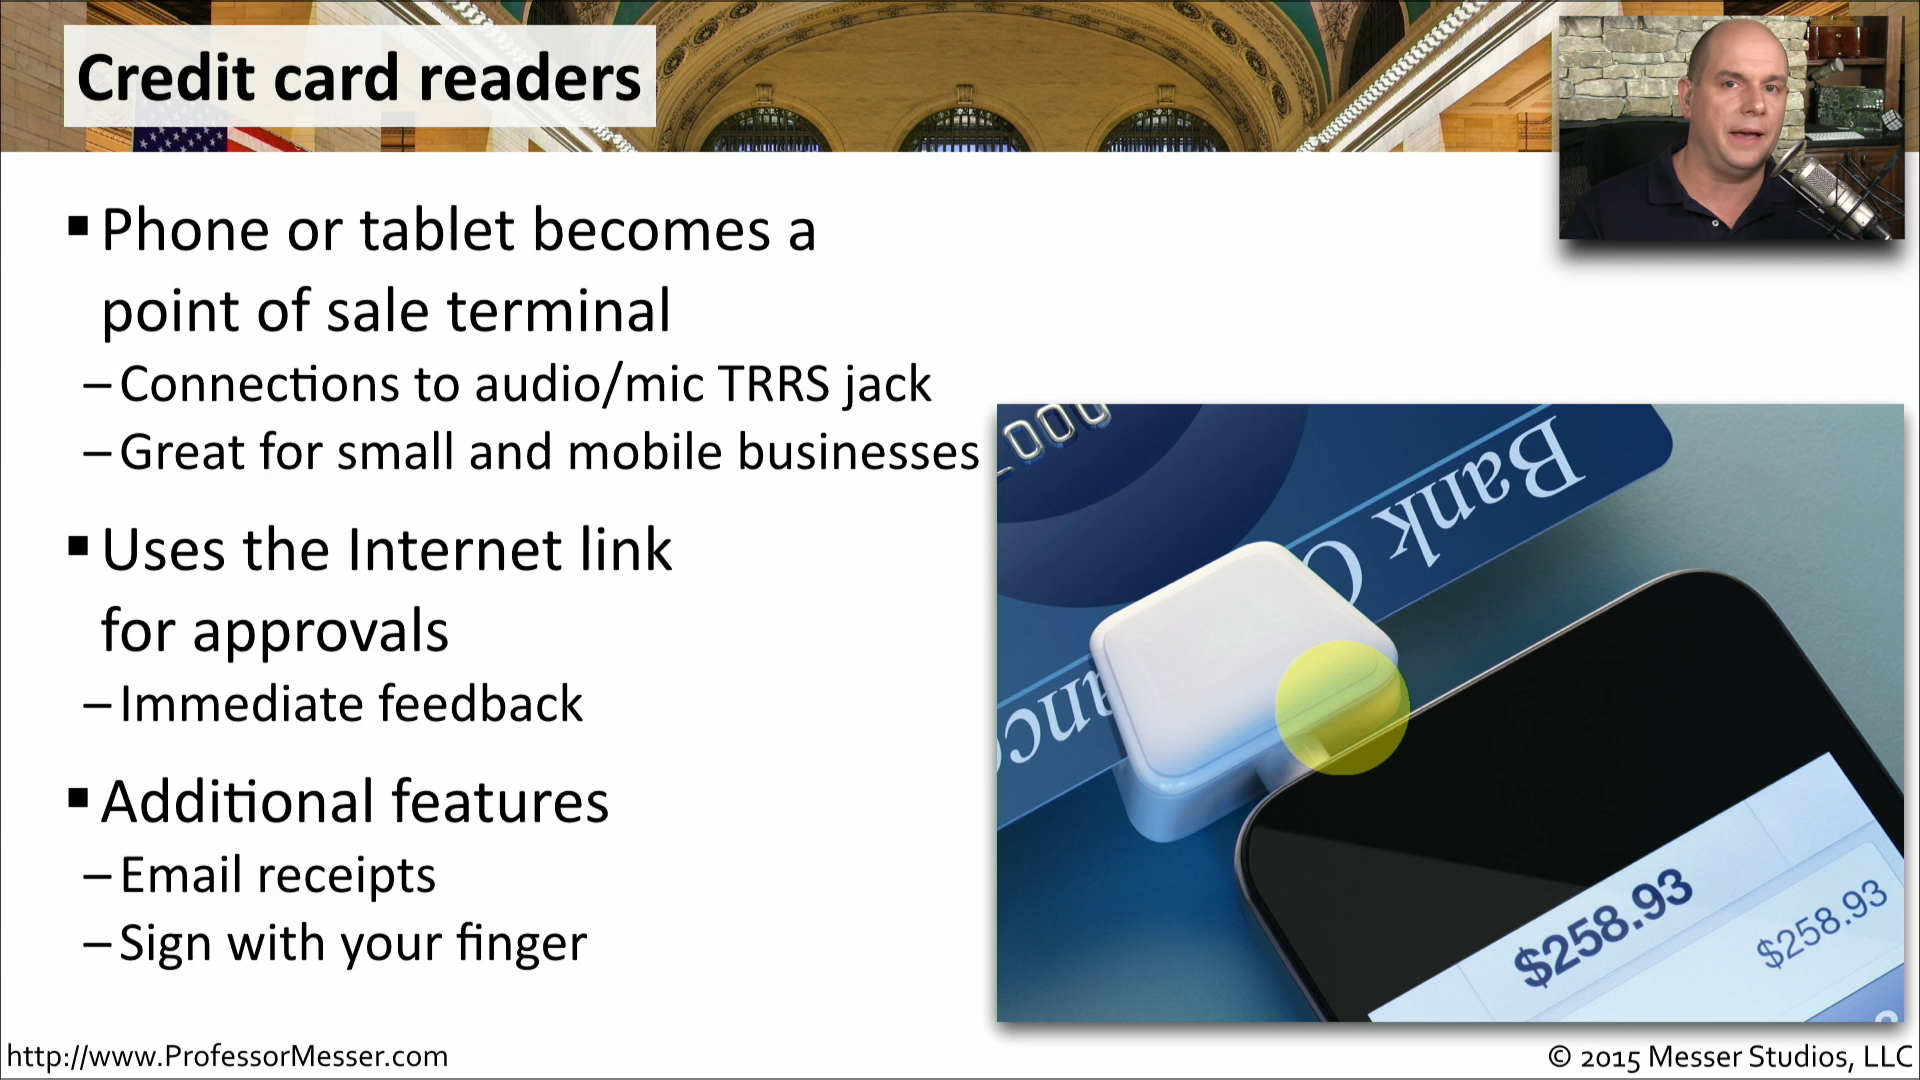 Credit card readers
Phone or tablet becomes a
point of sale terminal
– Connections to audio/mic TRRS jack
– Great for small and mobile businesses
Uses the Internet link
for approvals
– Immediate feedback
Additional features
– Email receipts
– Sign with your finger
000
Bank
$258.93
$258.93
http://www.ProfessorMesser.com
© 2015 Messer Studios, LLC